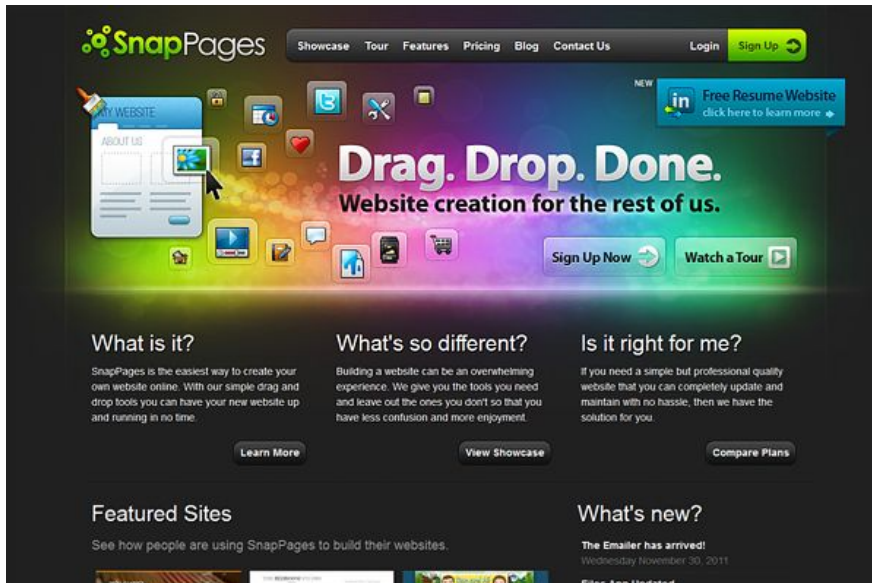 SnapPages
Showcase Tour Features Pricing Blog Contact Us Login Sign Up
NEW
in Free Resume Website
click here to learn more
MY WEBSITE
ABOUT US
Drag. Drop. Done.
Website creation for the rest of us.
Sign Up Now Watch a Tour
What is it?
SnapPages is the easiest way to create your
own website online. With our simple drag and
drop tools you can have your new website up
and running in no time.
Learn More
What's so different?
Building a website can be an overwhelming
experience. We give you the tools you need
and leave out the ones you don't so that you
have less confusion and more enjoyment.
View Showcase
Is it right for me?
If you need a simple but professional quality
website that you can completely update and
maintain with no hassle, then we have the
solution for you.
Compare Plans
Featured Sites
See how people are using SnapPages to build their websites.
What's new?
The Emailer has arrived!
Wednesday November 30, 2011